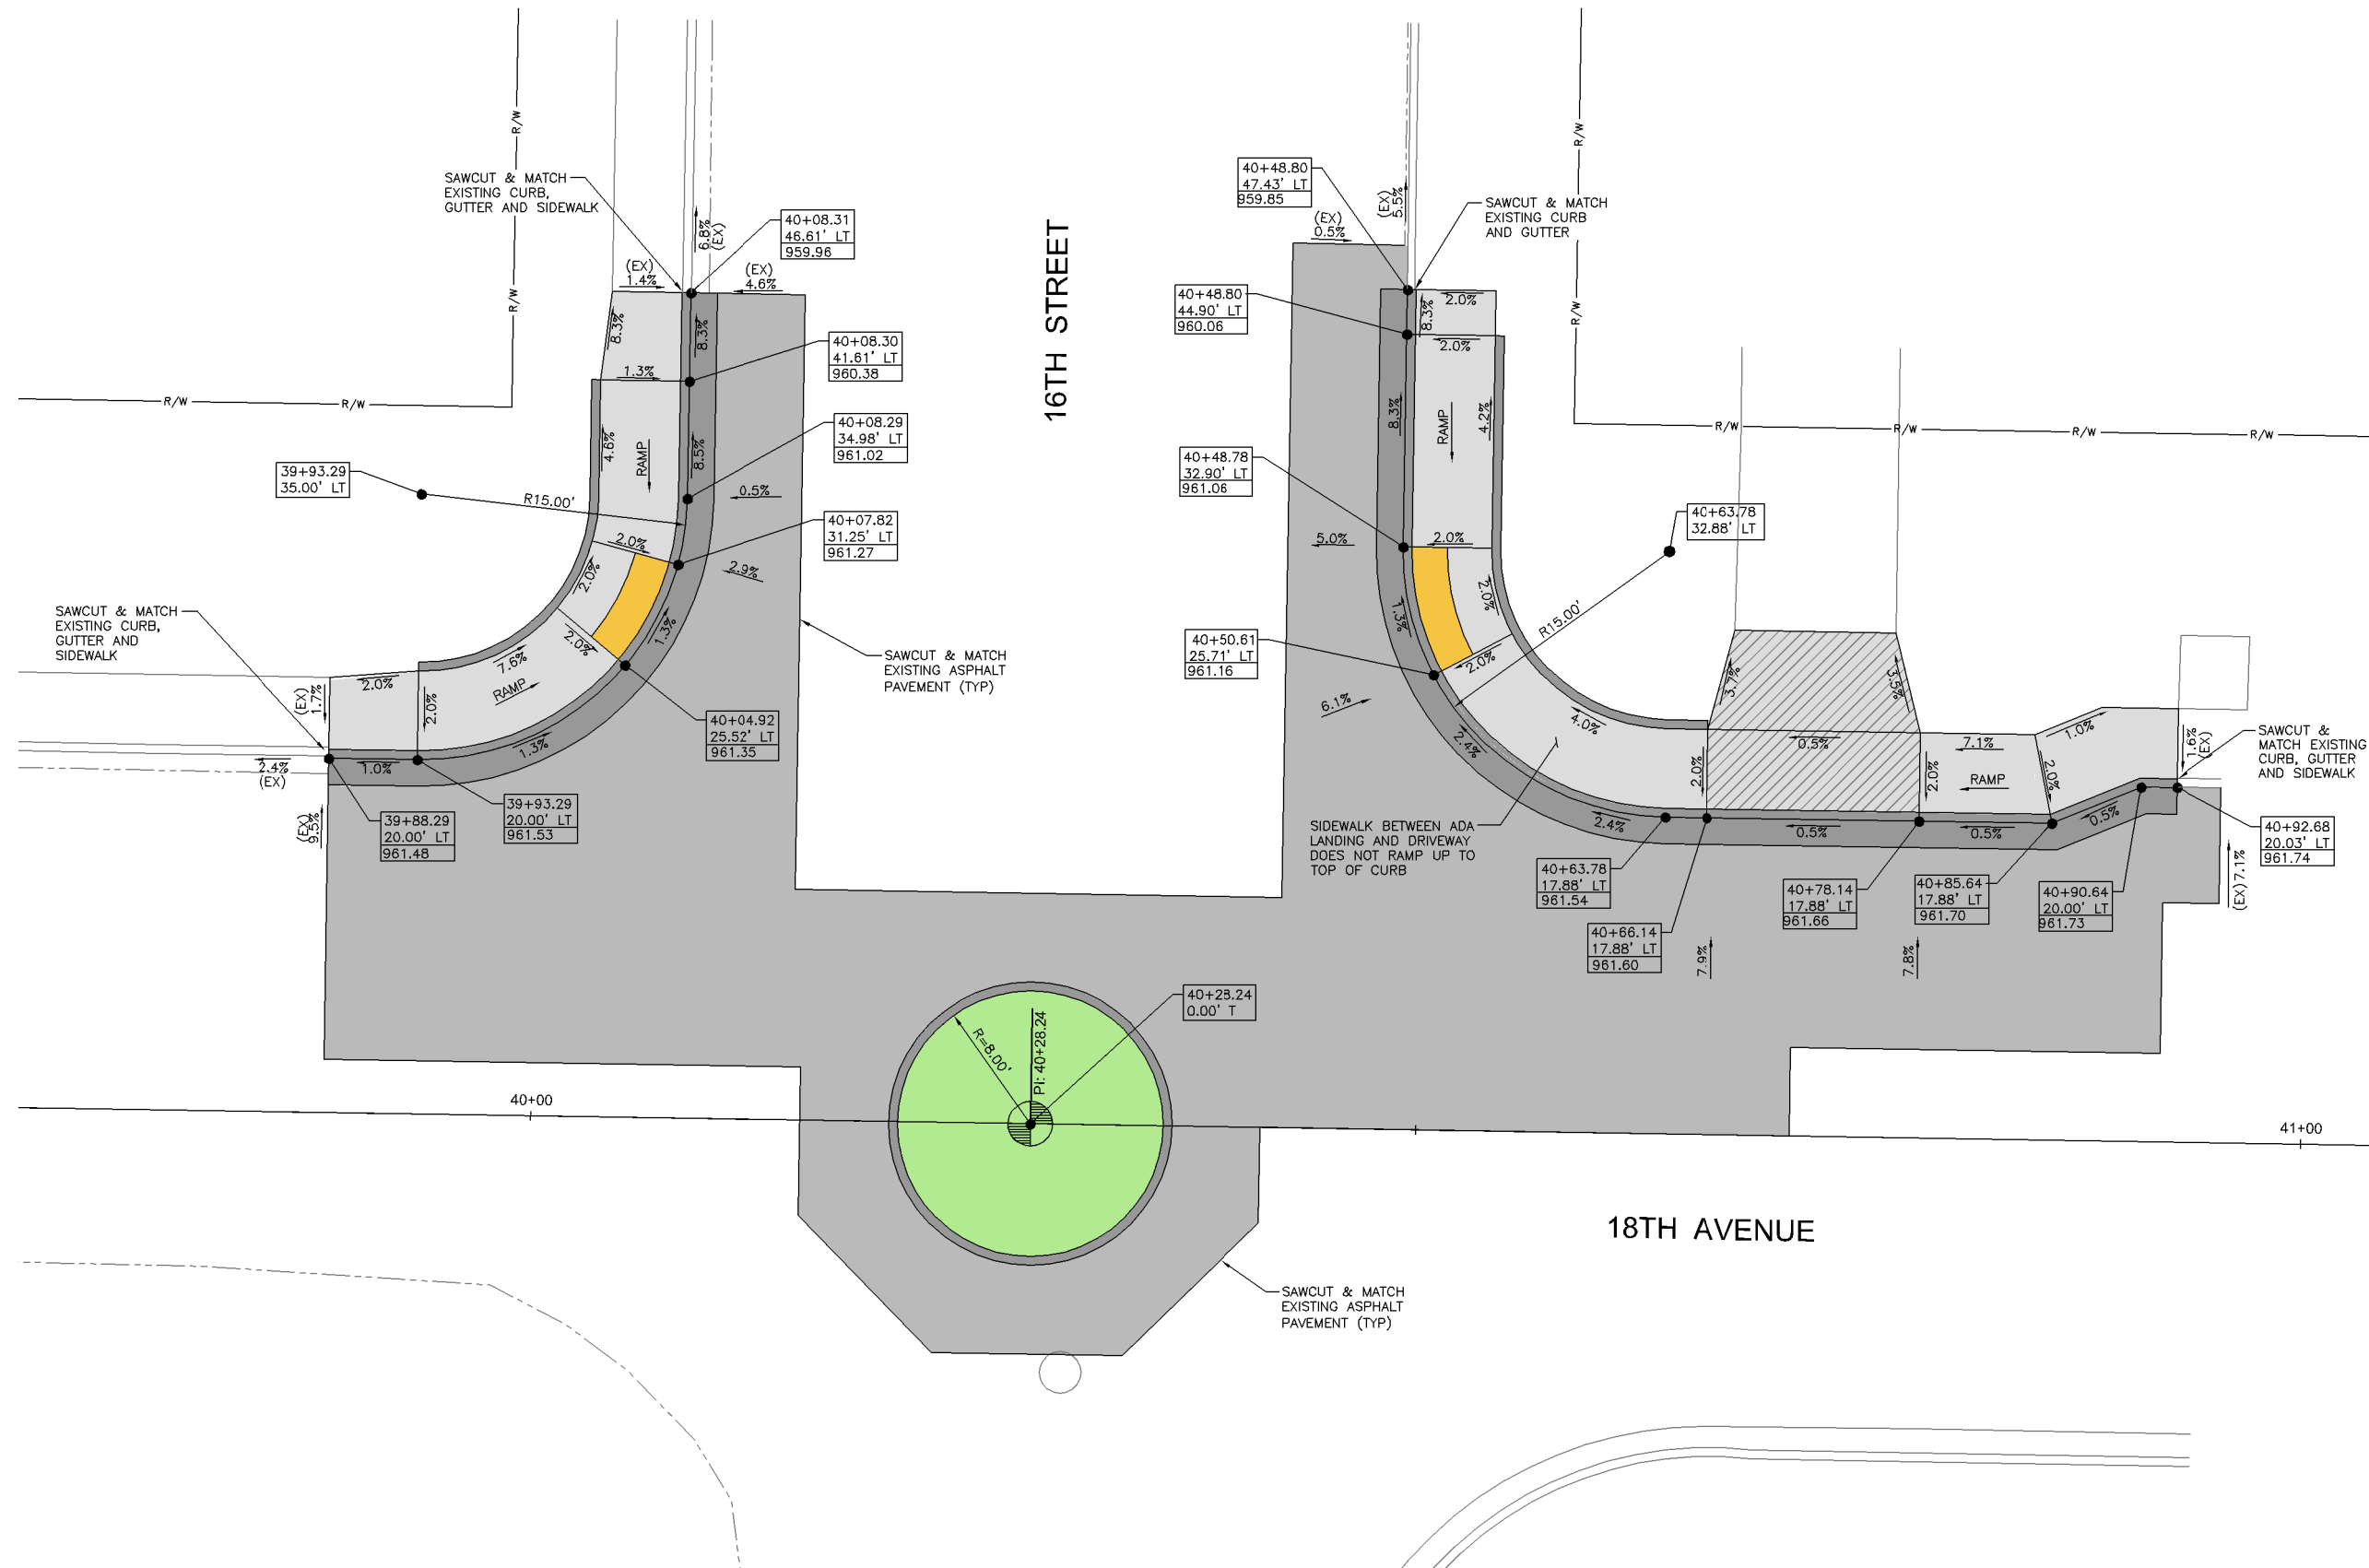 R/W
R/W
R/W
R/W
SAWCUT & MATCH
EXISTING CURB,
GUTTER AND SIDEWALK
6.8%
(EX)
40+08.31
46.61' LT
959.96
(EX)
1.4%
(EX)
4.6%
8.3%
8.3%
1.3%
40+08.30
41.61' LT
960.38
4.6%
RAMP
8.5%
40+08.29
34.98' LT
961.02
39+93.29
35.00' LT
R15.00'
0.5%
40+07.82
31.25' LT
961.27
2.0%
2.0%
2.9%
SAWCUT & MATCH
EXISTING CURB,
GUTTER AND
SIDEWALK
2.0%
1.3%
7.6%
RAMP
2.0%
(EX)
1.7%
2.0%
SAWCUT & MATCH
EXISTING ASPHALT
PAVEMENT (TYP)
40+04.92
25.52' LT
961.35
1.3%
2.4%
(EX)
1.0%
(EX)
9.5%
39+88.29
20.00' LT
961.48
39+93.29
20.00' LT
961.53
16TH STREET
40+48.80
47.43' LT
959.85
(EX)
5.5%
(EX)
0.5%
SAWCUT & MATCH
EXISTING CURB
AND GUTTER
R/W
R/W
40+48.80
44.90' LT
960.06
2.0%
8.3%
2.0%
8.3%
RAMP
4.2%
R/W
R/W
R/W
R/W
40+48.78
32.90' LT
961.06
5.0%
2.0%
40+63.78
32.88' LT
2.0%
1.3%
R15.00'
40+50.61
25.71' LT
961.16
2.0%
6.1%
2.4%
4.0%
3.7%
3.5%
0.5%
7.1%
1.0%
1.6%
(EX)
SAWCUT &
MATCH EXISTING
CURB, GUTTER
AND SIDEWALK
2.0%
2.0%
RAMP
2.0%
SIDEWALK BETWEEN ADA
LANDING AND DRIVEWAY
DOES NOT RAMP UP TO
TOP OF CURB
2.4%
0.5%
0.5%
0.5%
40+92.68
20.03' LT
961.74
40+63.78
17.88' LT
961.54
40+78.14
17.88' LT
961.66
40+85.64
17.88' LT
961.70
40+90.64
20.00' LT
961.73
(EX)7.1%
40+66.14
17.88' LT
961.60
7.9%
7.8%
40+28.24
0.00' T
R=8.00'
PI: 40+28.24
40+00
41+00
18TH AVENUE
SAWCUT & MATCH
EXISTING ASPHALT
PAVEMENT (TYP)